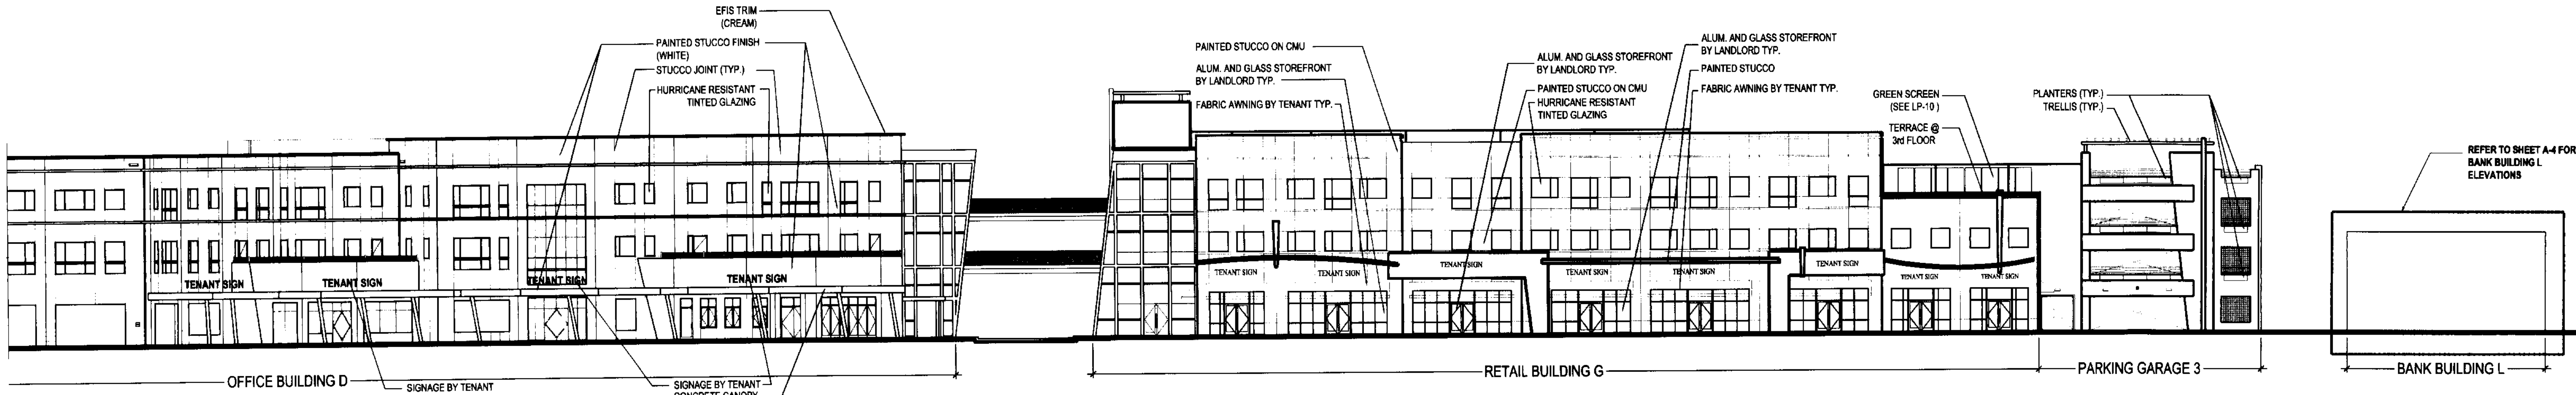 EFIS TRIM
(CREAM)
PAINTED STUCCO FINISH
(WHITE)
STUCCO JOINT (TYP.)
HURRICANE RESISTANT
TINTED GLAZING
PAINTED STUCCO ON CMU
ALUM. AND GLASS STOREFRONT
BY LANDLORD TYP.
FABRIC AWNING BY TENANT TYP.
ALUM. AND GLASS STOREFRONT
BY LANDLORD TYP.
PAINTED STUCCO ON CMU
HURRICANE RESISTANT
TINTED GLAZING
ALUM. AND GLASS STOREFRONT
BY LANDLORD TYP.
PAINTED STUCCO
FABRIC AWNING BY TENANT TYP.
GREEN SCREEN
(SEE LP-10 )
TERRACE @
3rd FLOOR
PLANTERS (TYP.)
TRELLIS (TYP.)
REFER TO SHEET A-4 FOR
BANK BUILDING L
ELEVATIONS
TENANT SIGN
TENANT SIGN
TENANT SIGN
TENANT SIGN
TENANT SIGN
TENANT SIGN
TENANT SIGN
TENANT SIGN
TENANT SIGN
TENANT SIGN
TENANT SIGN
TENANT SIGN
OFFICE BUILDING D
RETAIL BUILDING G
PARKING GARAGE 3
BANK BUILDING L
SIGNAGE BY TENANT
SIGNAGE BY TENANT
CONCRETE CANOPY